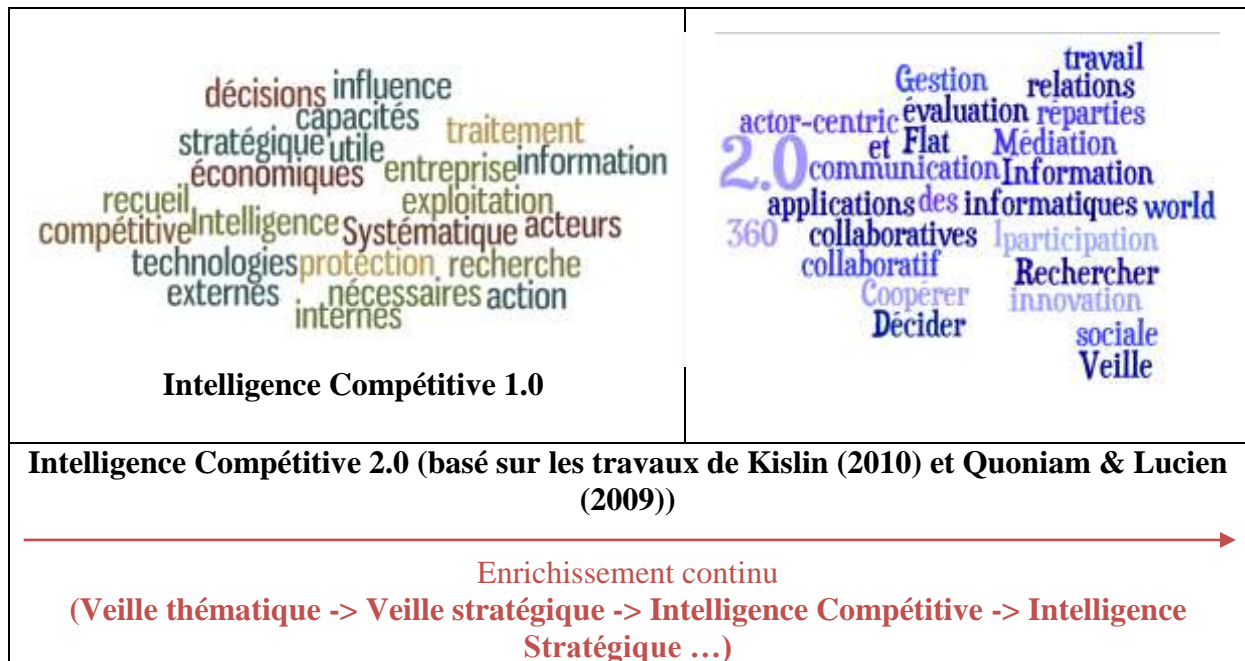 décisions influence
capacités
stratégique utile traitement
économiques entreprise information
recueil exploitation
compétitive Intelligence Systématique acteurs
technologies protection recherche
externes nécessaires action
internes
Intelligence Compétitive 1.0
travail
Gestion relations
actor-centric évaluation réparties
et Flat Médiation
2.0 communication Information
applications des informatiques world
360 collaboratives participation
collaboratif Rechercher
Coopérer innovation
Décider sociale
Veille
Intelligence Compétitive 2.0 (basé sur les travaux de Kislin (2010) et Quoniam & Lucien
(2009))
Enrichissement continu
(Veille thématique -> Veille stratégique -> Intelligence Compétitive -> Intelligence
Stratégique …)